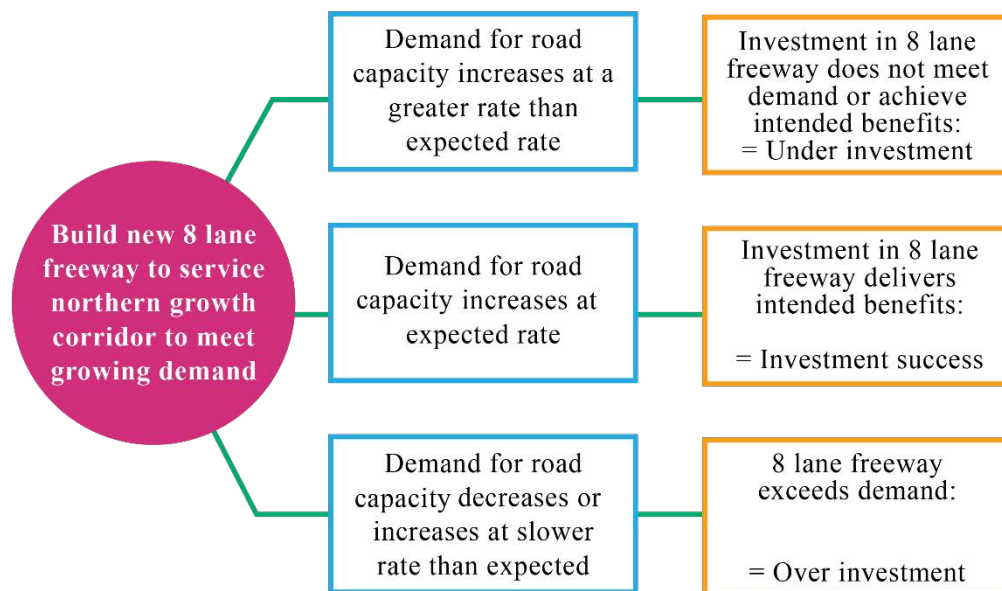 Build new 8 lane
freeway to service
northern growth
corridor to meet
growing demand
Demand for road
capacity increases at a
greater rate than
expected rate
Investment in 8 lane
freeway does not meet
demand or achieve
intended benefits:
= Under investment
Demand for road
capacity increases at
expected rate
Investment in 8 lane
freeway delivers
intended benefits:
= Investment success
Demand for road
capacity decreases or
increases at slower
rate than expected
8 lane freeway
exceeds demand:
= Over investment